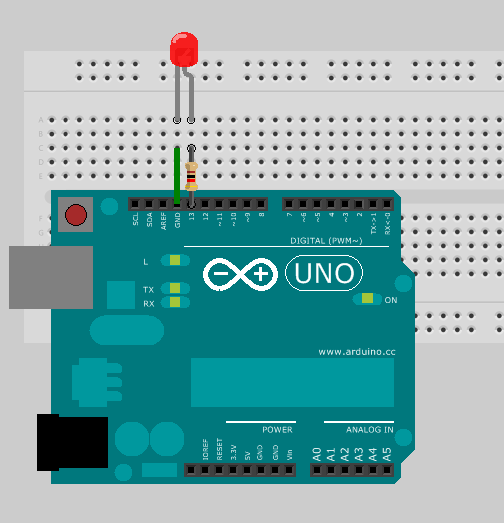 A
B
C
D
E
F
G
SCL
SDA
AREF
GND
13
12
~11
~10
~9
8
7
~6
~5
4
~3
2
TX->1
RX<-0
DIGITAL (PWM~)
L
TX
RX
UNO
ON
www.arduino.cc
POWER
ANALOG IN
IOREF
RESET
3.3V
5V
GND
GND
Vin
A0
A1
A2
A3
A4
A5